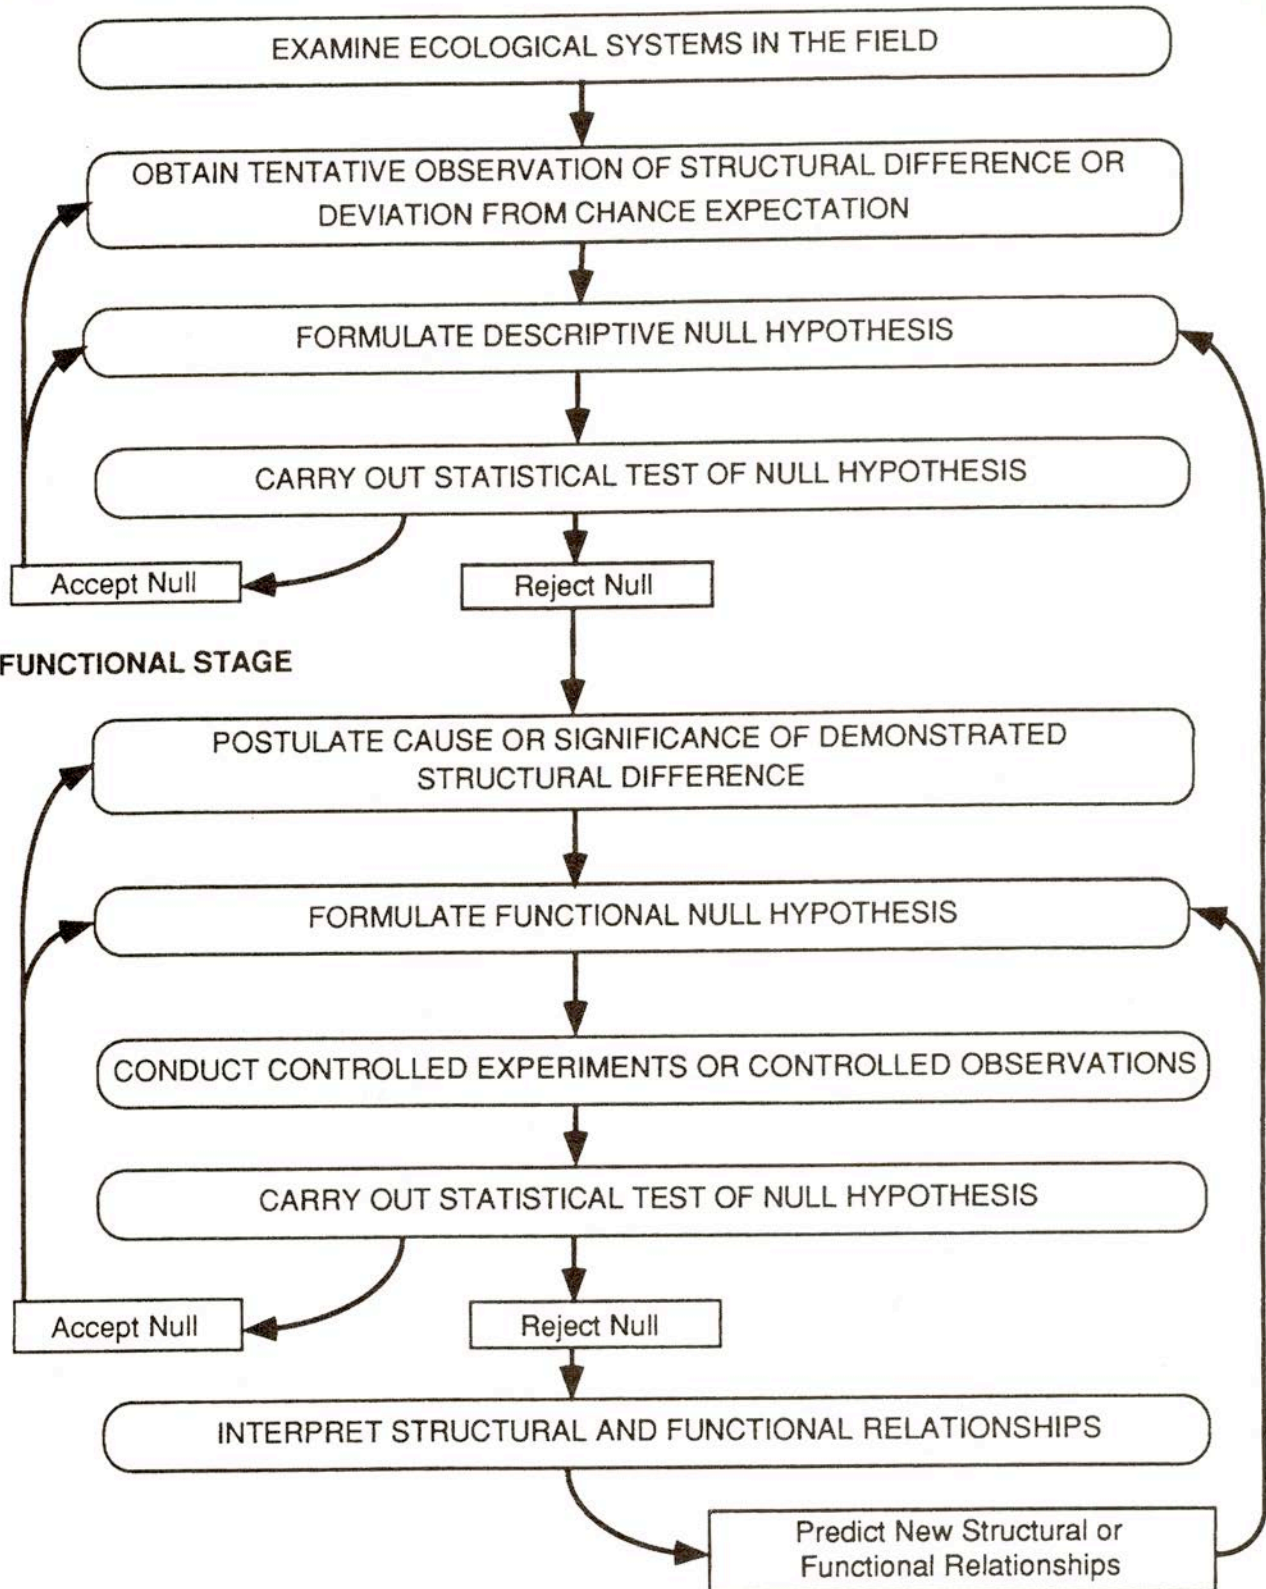 EXAMINE ECOLOGICAL SYSTEMS IN THE FIELD
OBTAIN TENTATIVE OBSERVATION OF STRUCTURAL DIFFERENCE OR
DEVIATION FROM CHANCE EXPECTATION
FORMULATE DESCRIPTIVE NULL HYPOTHESIS
CARRY OUT STATISTICAL TEST OF NULL HYPOTHESIS
Accept Null
Reject Null
FUNCTIONAL STAGE
POSTULATE CAUSE OR SIGNIFICANCE OF DEMONSTRATED
STRUCTURAL DIFFERENCE
FORMULATE FUNCTIONAL NULL HYPOTHESIS
CONDUCT CONTROLLED EXPERIMENTS OR CONTROLLED OBSERVATIONS
CARRY OUT STATISTICAL TEST OF NULL HYPOTHESIS
Accept Null
Reject Null
INTERPRET STRUCTURAL AND FUNCTIONAL RELATIONSHIPS
Predict New Structural or
Functional Relationships